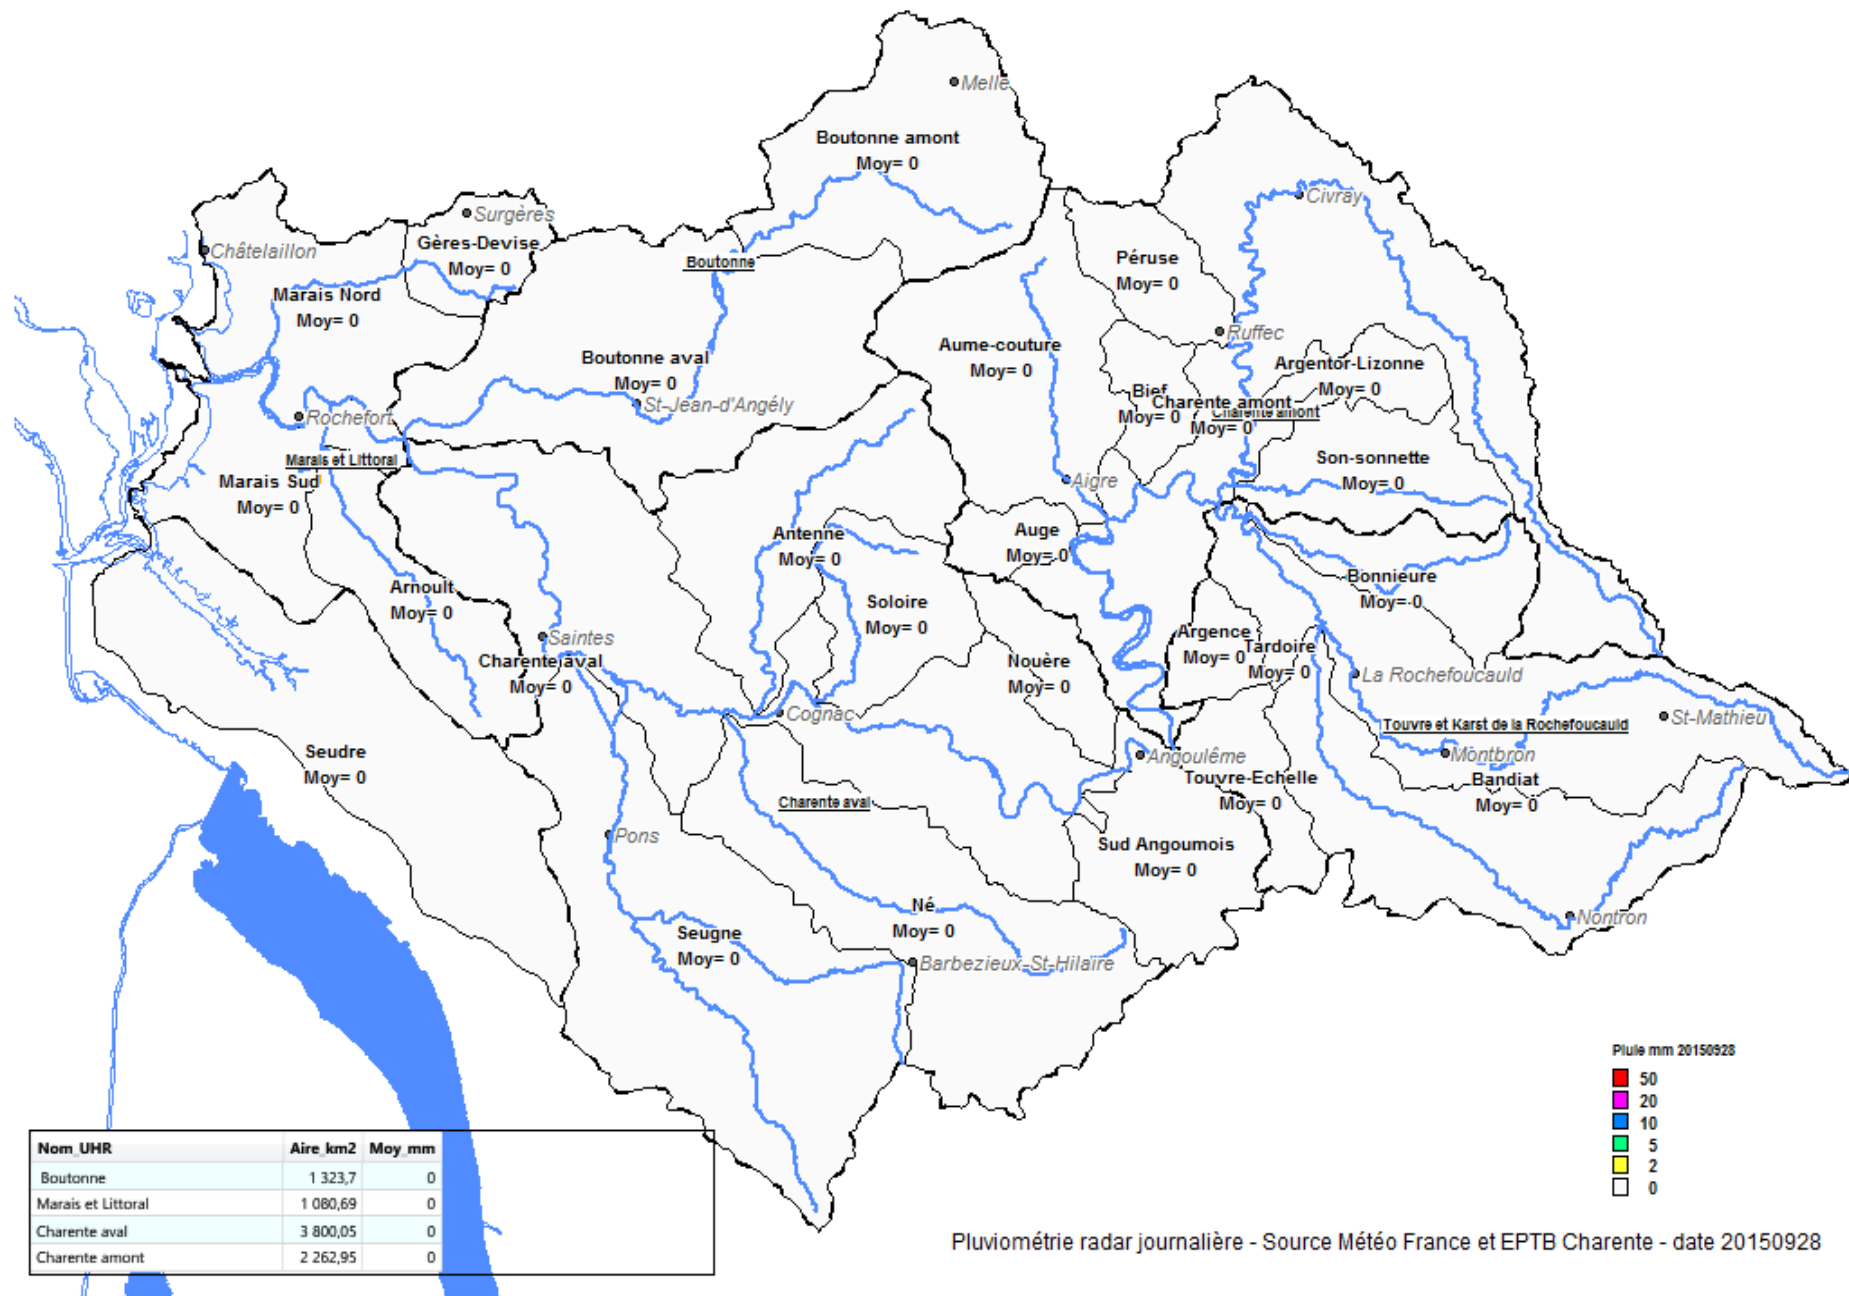 Melle
Boutonne amont
Moy= 0
Civray
Surgères
Châtelaillon
Gères-Devise
Moy= 0
Boutonne
Péruse
Moy= 0
Marais Nord
Moy= 0
Ruffec
Aume-couture
Moy= 0
Boutonne aval
Moy= 0
Argentor-Lizonne
Moy= 0
Bief
Moy= 0
Charente amont
Moy= 0
Charente amont
St-Jean-d'Angély
Rochefort
Marais et Littoral
Marais Sud
Moy= 0
Son-sonnette
Moy= 0
Aigre
Antenne
Moy= 0
Auge
Moy= 0
Bonnieure
Moy= 0
Arnoult
Moy= 0
Soloire
Moy= 0
Saintes
Argence
Moy= 0
Tardoire
Moy= 0
Charente aval
Moy= 0
Nouère
Moy= 0
La Rochefoucauld
Cognac
St-Mathieu
Touvre et Karst de la Rochefoucauld
Seudre
Moy= 0
Angoulême
Montbron
Touvre-Echelle
Moy= 0
Bandiat
Moy= 0
Charente aval
Pons
Sud Angoumois
Moy= 0
Né
Moy= 0
Nontron
Seugne
Moy= 0
Barbezieux-St-Hilaire
Pluie mm 20150928
50
20
10
5
2
0
Nom_UHR Aire_km2 Moy_mm
Boutonne 1 323,7 0
Marais et Littoral 1 080,69 0
Charente aval 3 800,05 0
Charente amont 2 262,95 0
Pluviométrie radar journalière - Source Météo France et EPTB Charente - date 20150928